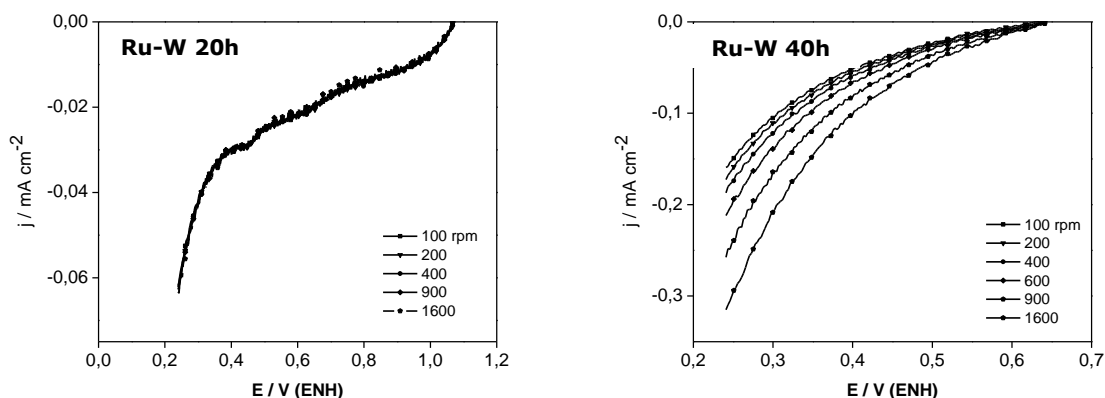 Ru-W 20h
0,00
-0,02
-0,04
-0,06
j / mA cm-2
100 rpm
200
400
900
1600
0,0 0,2 0,4 0,6 0,8 1,0 1,2
E / V (ENH)
Ru-W 40h
0,0
-0,1
-0,2
-0,3
j / mA cm-2
100 rpm
200
400
600
900
1600
0,2 0,3 0,4 0,5 0,6 0,7
E / V (ENH)